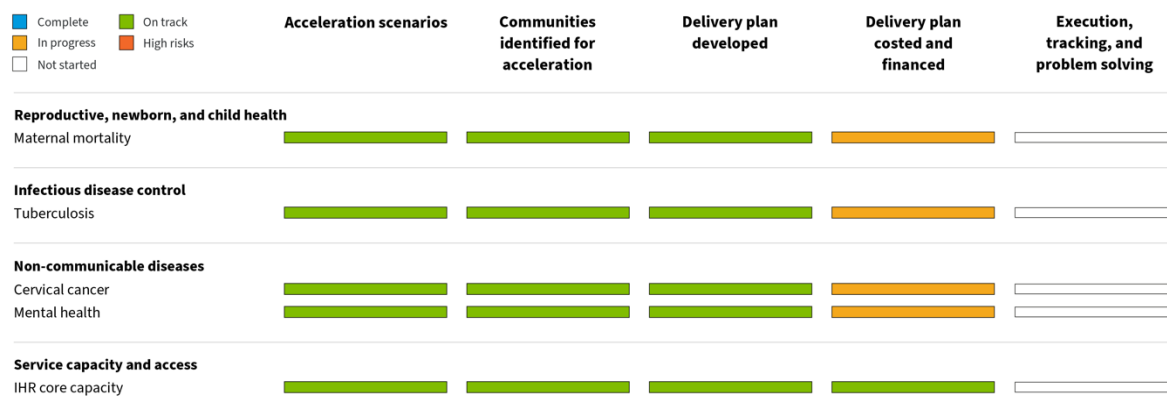 Complete
On track
In progress
High risks
Not started
Acceleration scenarios
Communities
identified for
acceleration
Delivery plan
developed
Delivery plan
costed and
financed
Execution,
tracking, and
problem solving
Reproductive, newborn, and child health
Maternal mortality
Infectious disease control
Tuberculosis
Non-communicable diseases
Cervical cancer
Mental health
Service capacity and access
IHR core capacity